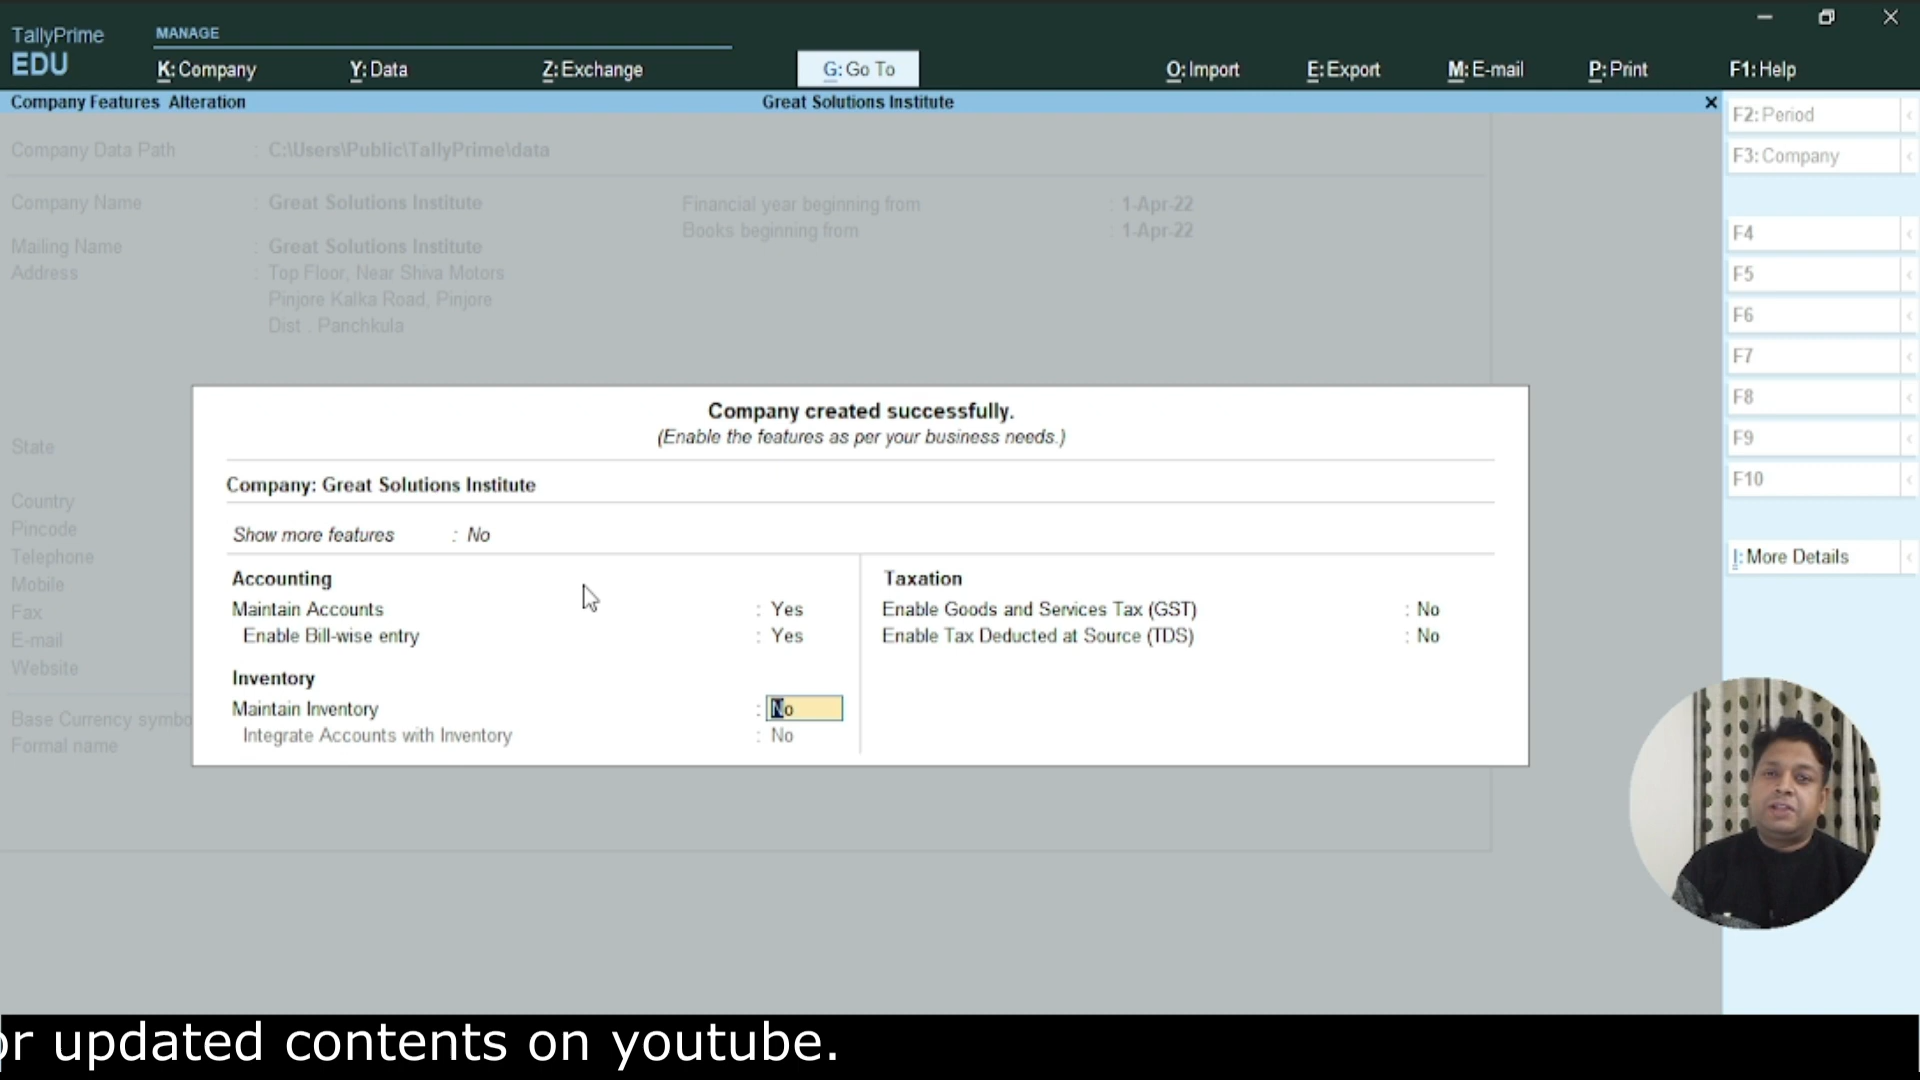 TallyPrime
EDU
MANAGE
K: Company
Y: Data
Z: Exchange
G: Go To
O: Import
E: Export
M: E-mail
P: Print
F1: Help
Company Features Alteration
Great Solutions Institute
Company Data Path : C:\Users\Public\TallyPrime\data
Company Name : Great Solutions Institute
Financial year beginning from : 1-Apr-22
Books beginning from : 1-Apr-22
Mailing Name : Great Solutions Institute
Address : Top Floor, Near Shiva Motors
Pinjore Kalka Road, Pinjore
Dist . Panchkula
State
Country
Pincode
Telephone
Mobile
Fax
E-mail
Website
Base Currency symbo
Formal name
Company created successfully.
(Enable the features as per your business needs.)
Company: Great Solutions Institute
Show more features : No
Accounting
Maintain Accounts : Yes
Enable Bill-wise entry : Yes
Inventory
Maintain Inventory : No
Integrate Accounts with Inventory : No
Taxation
Enable Goods and Services Tax (GST) : No
Enable Tax Deducted at Source (TDS) : No
F2: Period
F3: Company
F4
F5
F6
F7
F8
F9
F10
I: More Details
or updated contents on youtube.